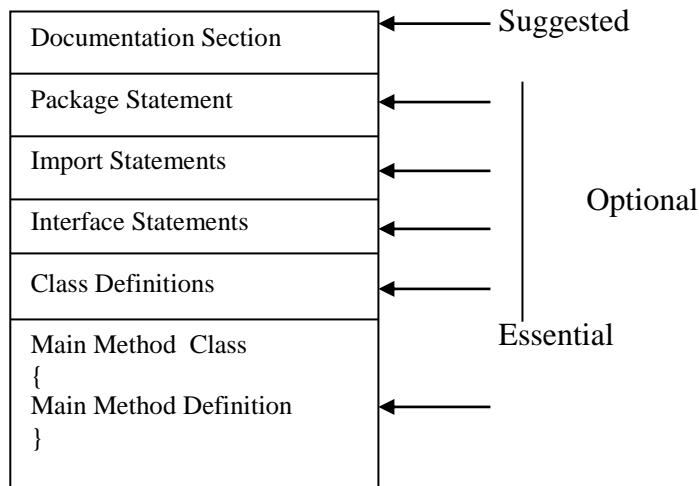 Documentation Section
Suggested
Package Statement
Import Statements
Optional
Interface Statements
Class Definitions
Essential
Main Method Class
{
Main Method Definition
}